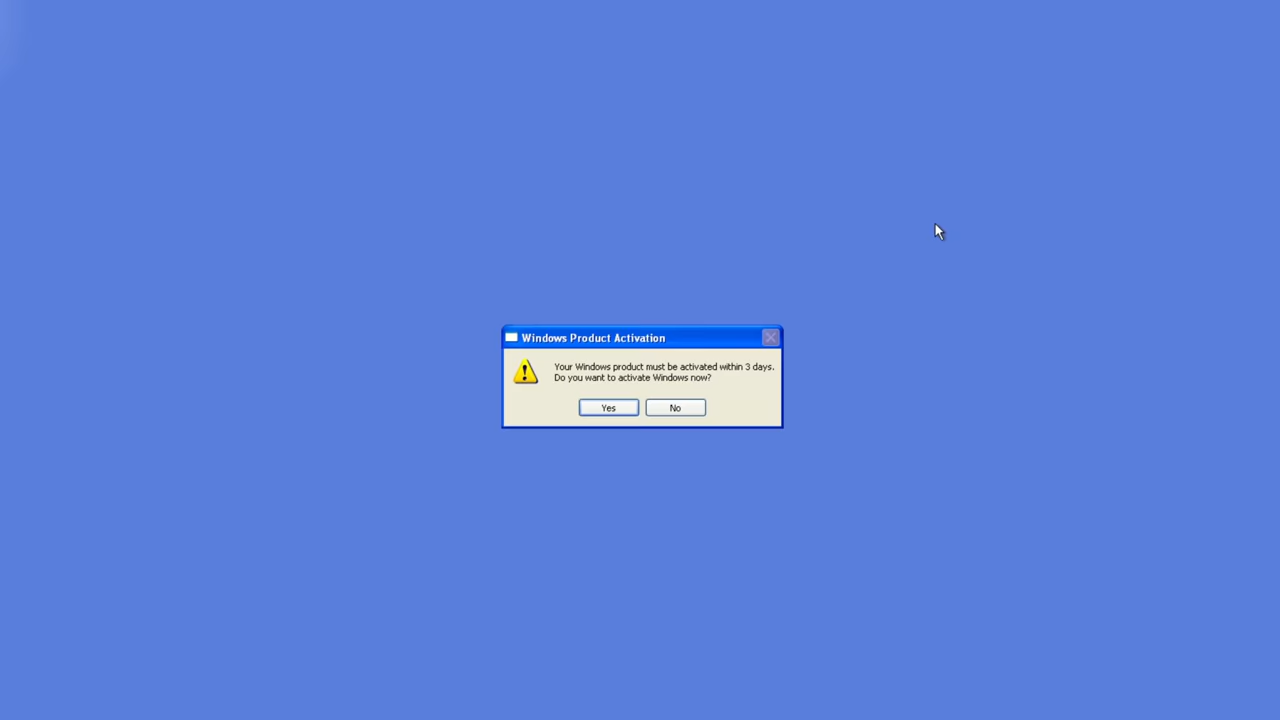 Windows Product Activation
Your Windows product must be activated within 3 days.
Do you want to activate Windows now?
Yes
No